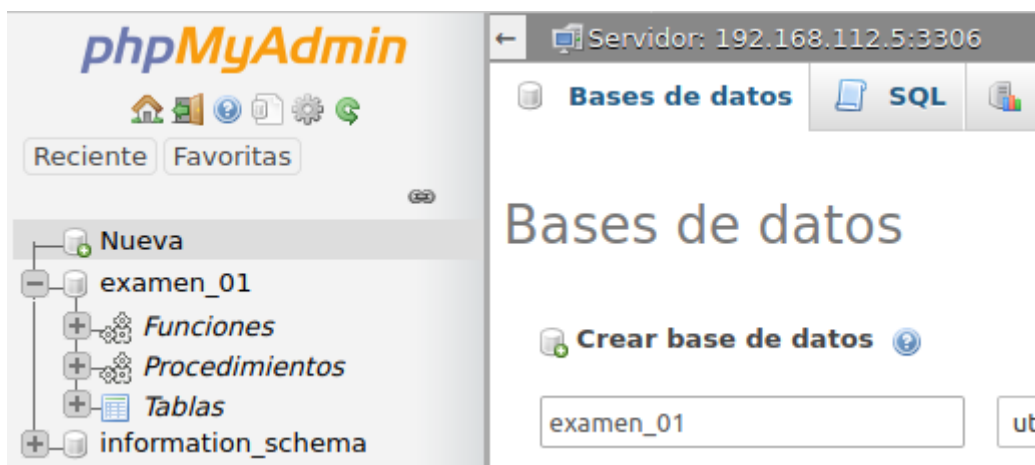 phpMyAdmin
Reciente Favoritas
Nueva
examen_01
Funciones
Procedimientos
Tablas
information_schema
← Servidor: 192.168.112.5:3306
Bases de datos SQL
Bases de datos
Crear base de datos
examen_01
ut